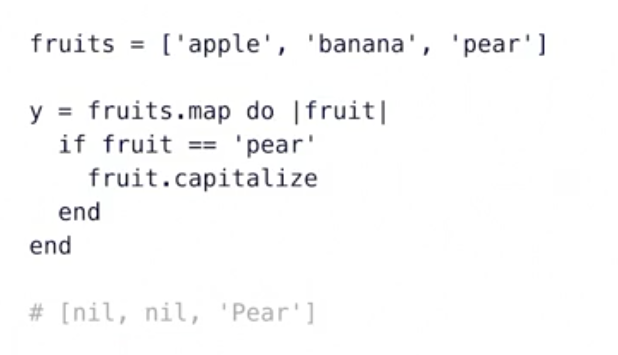 fruits = ['apple', 'banana', 'pear']
y = fruits.map do |fruit|
  if fruit == 'pear'
    fruit.capitalize
  end
end
# [nil, nil, 'Pear']